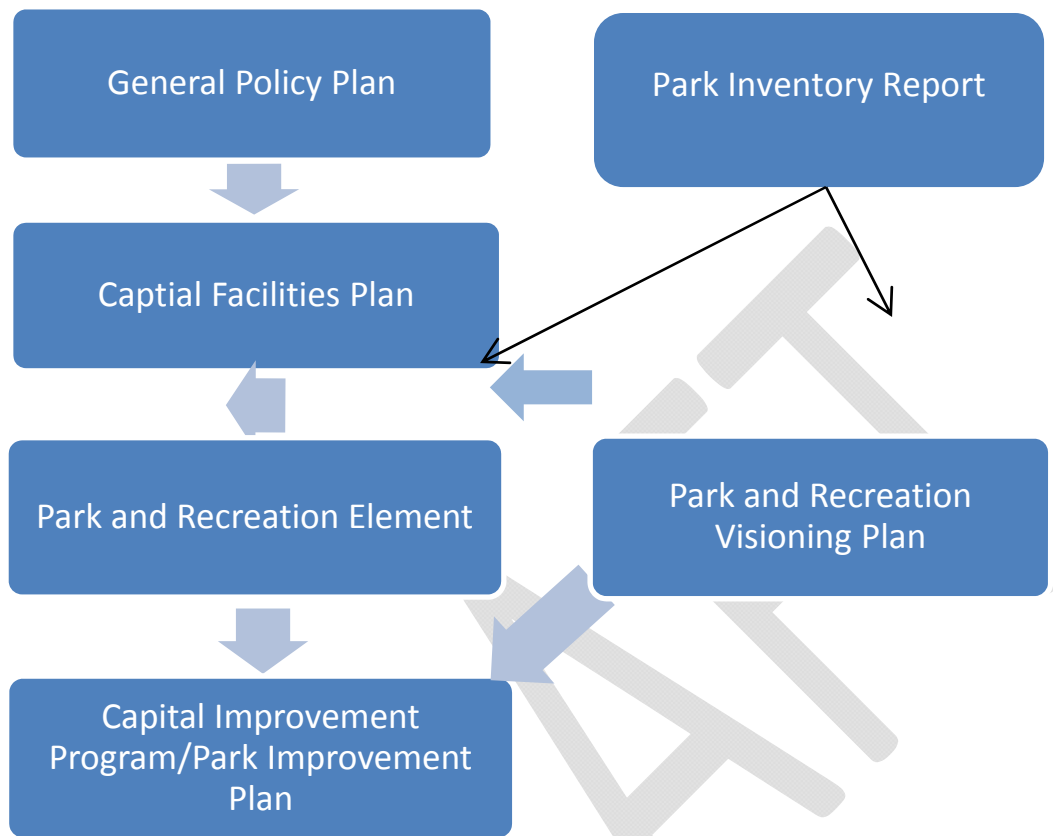 General Policy Plan
Park Inventory Report
Captial Facilities Plan
Park and Recreation Element
Park and Recreation
Visioning Plan
Capital Improvement
Program/Park Improvement
Plan